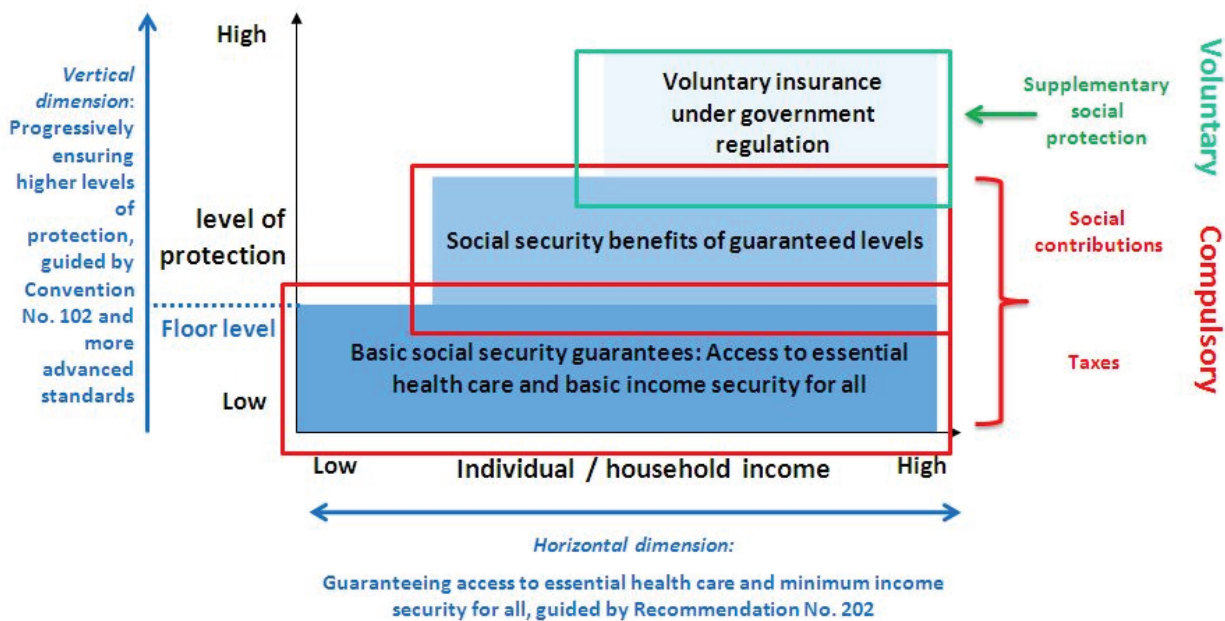 Vertical
dimension:
Progressively
ensuring
higher levels
of
protection,
guided by
Convention
No. 102 and
more
advanced
standards
High
level of
protection
Floor level
Low
Voluntary insurance
under government
regulation
Social security benefits of guaranteed levels
Basic social security guarantees: Access to essential
health care and basic income security for all
Supplementary
social
protection
Voluntary
Social
contributions
Taxes
Compulsory
Low
Individual / household income
High
Horizontal dimension:
Guaranteeing access to essential health care and minimum income
security for all, guided by Recommendation No. 202